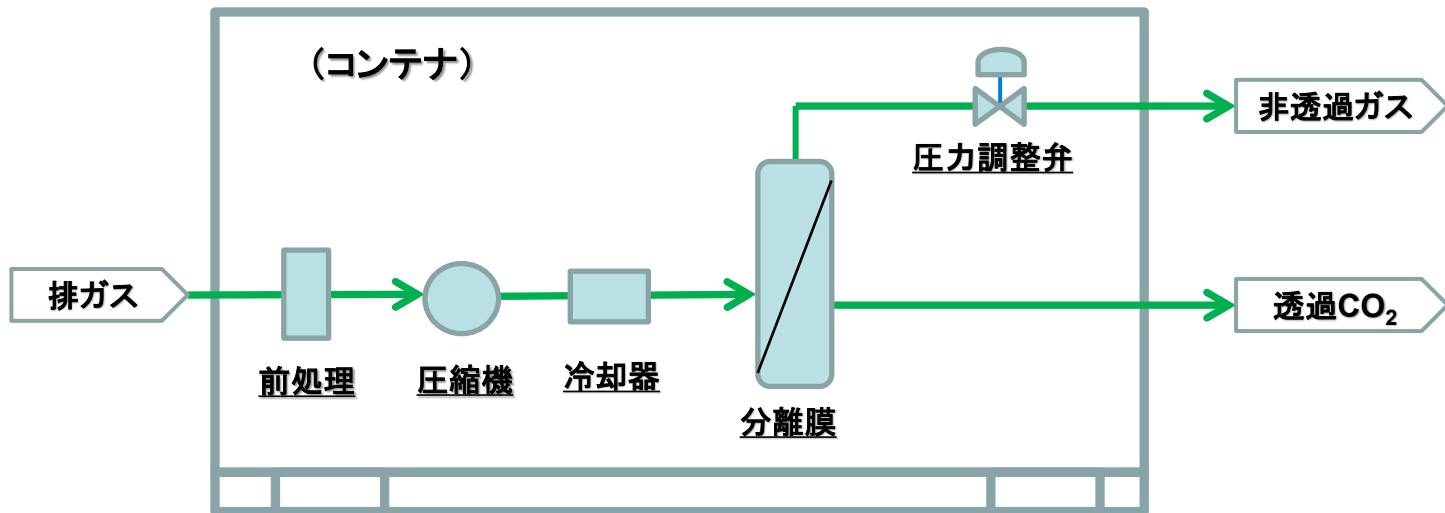 （コンテナ）
非透過ガス
圧力調整弁
排ガス
透過CO₂
前処理
圧縮機
冷却器
分離膜